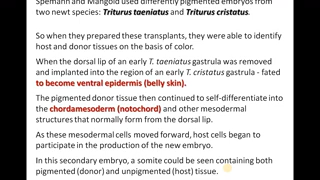 Spemann and Mangold used differently pigmented embryos from
two newt species: Triturus taeniatus and Triturus cristatus.
So when they prepared these transplants, they were able to identify
host and donor tissues on the basis of color.
When the dorsal lip of an early T. taeniatus gastrula was removed
and implanted into the region of an early T. cristatus gastrula - fated
to become ventral epidermis (belly skin).
The pigmented donor tissue then continued to self-differentiate into
the chordamesoderm (notochord) and other mesodermal
structures that normally form from the dorsal lip.
As these mesodermal cells moved forward, host cells began to
participate in the production of the new embryo.
In this secondary embryo, a somite could be seen containing both
pigmented (donor) and unpigmented (host) tissue.